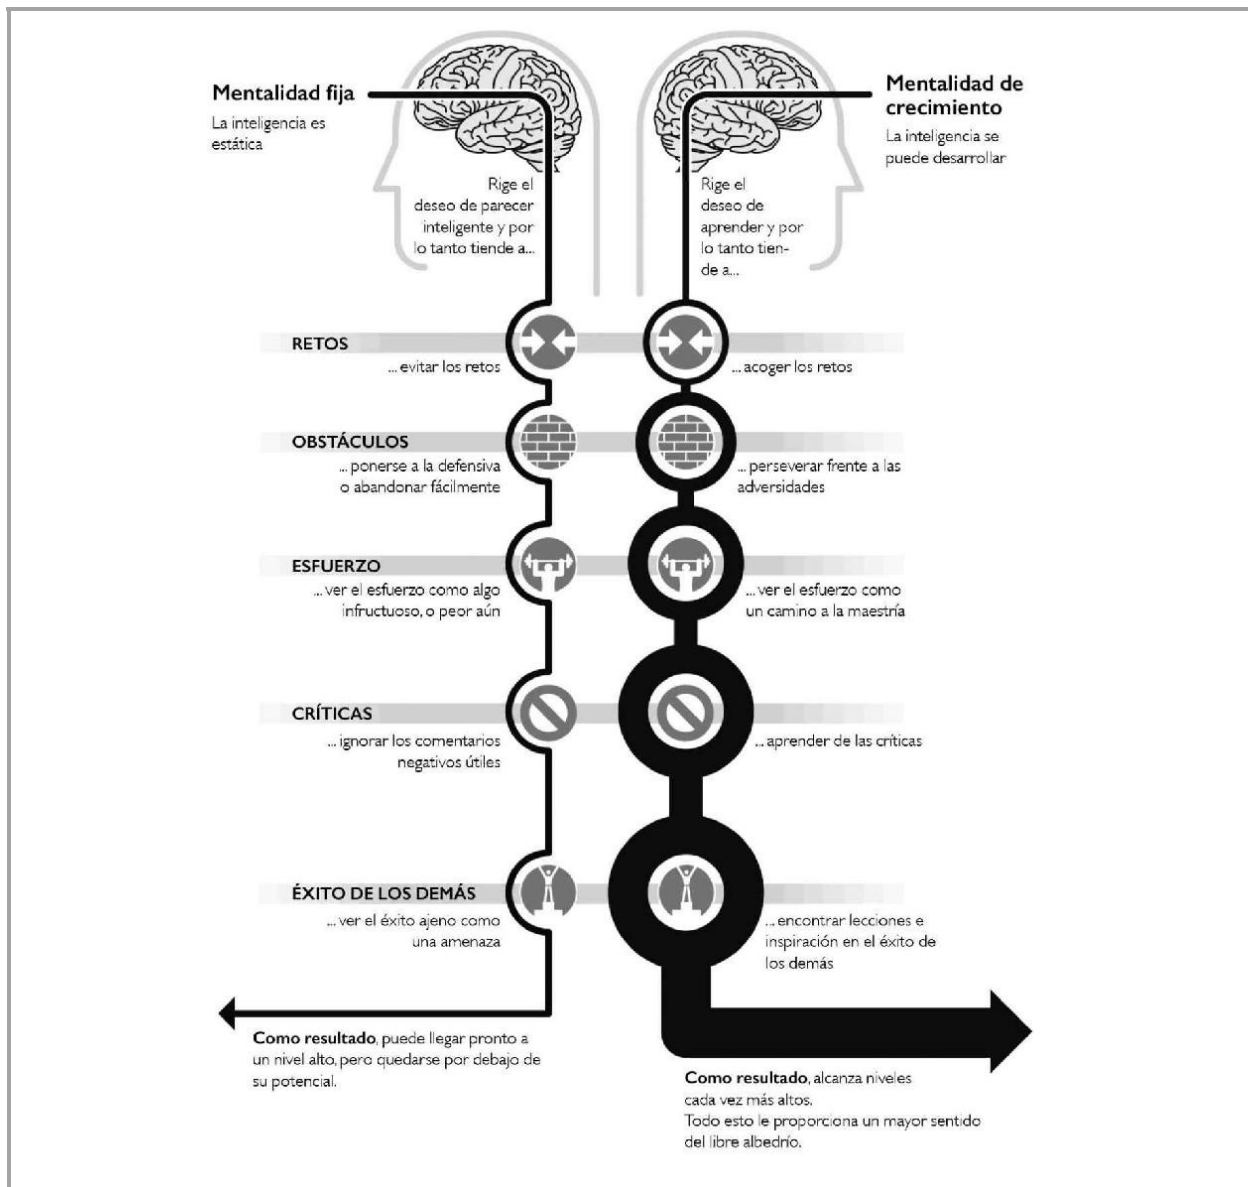 Mentalidad fija
La inteligencia es
estática
Mentalidad de
crecimiento
La inteligencia se
puede desarrollar
Rige el
deseo de parecer
inteligente y por
lo tanto tiende a...
Rige el
deseo de
aprender y por
lo tanto tien-
de a...
RETOS
... evitar los retos
... acoger los retos
OBSTÁCULOS
... ponerse a la defensiva
o abandonar fácilmente
... perseverar frente a las
adversidades
ESFUERZO
... ver el esfuerzo como algo
infructuoso, o peor aún
... ver el esfuerzo como
un camino a la maestría
CRÍTICAS
... ignorar los comentarios
negativos útiles
... aprender de las críticas
ÉXITO DE LOS DEMÁS
... ver el éxito ajeno como
una amenaza
... encontrar lecciones e
inspiración en el éxito de
los demás
Como resultado, puede llegar pronto a
un nivel alto, pero quedarse por debajo de
su potencial.
Como resultado, alcanza niveles
cada vez más altos.
Todo esto le proporciona un mayor sentido
del libre albedrío.